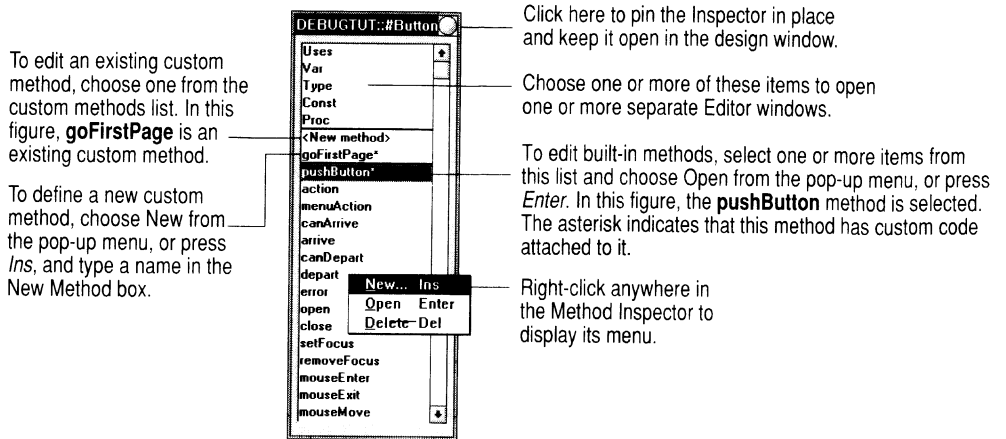 To edit an existing custom
method, choose one from the
custom methods list. In this
figure, goFirstPage is an
existing custom method.
To define a new custom
method, choose New from
the pop-up menu, or press
Ins, and type a name in the
New Method box.
DEBUGTUT::#Button
Uses
Var
Type
Const
Proc
<New method>
goFirstPage*
pushButton*
action
menuAction
canArrive
arrive
canDepart
depart
error
open
close
setFocus
removeFocus
mouseEnter
mouseExit
mouseMove
New... Ins
Open Enter
Delete Del
Click here to pin the Inspector in place
and keep it open in the design window.
Choose one or more of these items to open
one or more separate Editor windows.
To edit built-in methods, select one or more items from
this list and choose Open from the pop-up menu, or press
Enter. In this figure, the pushButton method is selected.
The asterisk indicates that this method has custom code
attached to it.
Right-click anywhere in
the Method Inspector to
display its menu.